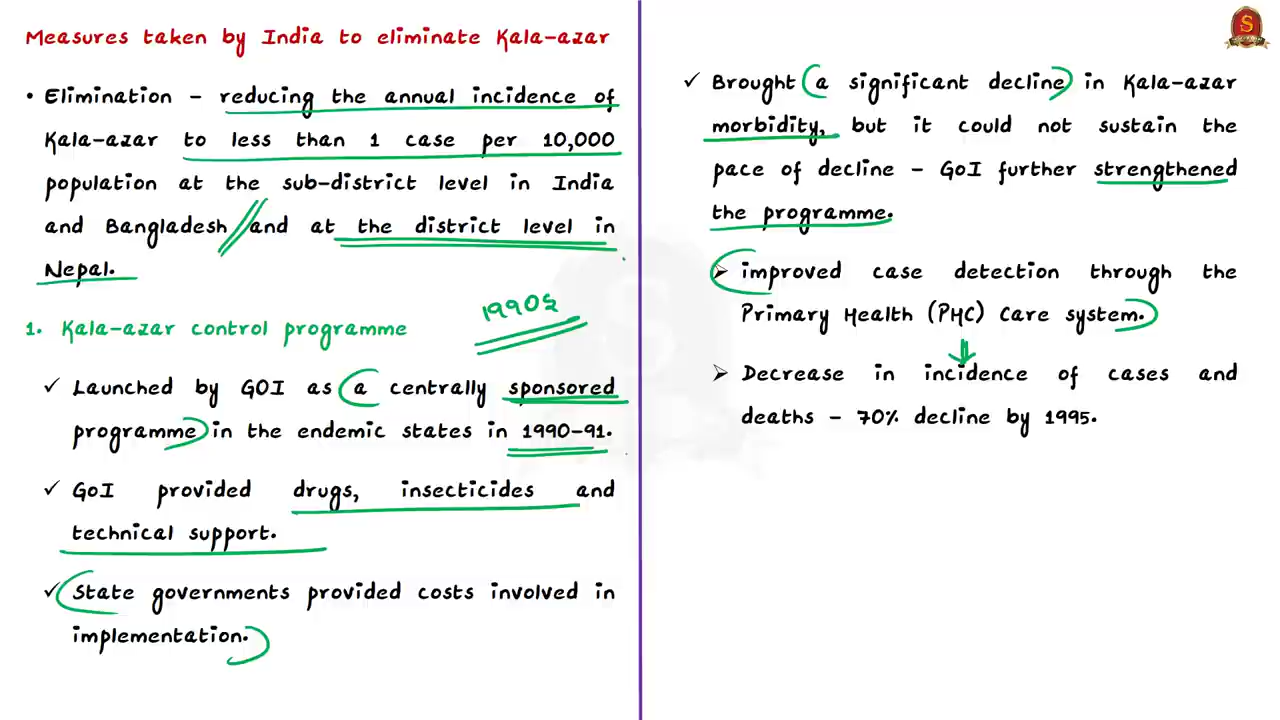 Measures taken by India to eliminate Kala-azar
• Elimination - reducing the annual incidence of
Kala-azar to less than 1 case per 10,000
population at the sub-district level in India
and Bangladesh and at the district level in
Nepal.
1990s
1. Kala-azar control programme
✓ Launched by GOI as a centrally sponsored
programme in the endemic states in 1990-91.
✓ GoI provided drugs, insecticides and
technical support.
✓ State governments provided costs involved in
implementation.
✓ Brought a significant decline in Kala-azar
morbidity, but it could not sustain the
pace of decline - GoI further strengthened
the programme.
➢ improved case detection through the
Primary Health (PHC) Care system.
➢ Decrease in incidence of cases and
deaths - 70% decline by 1995.
S